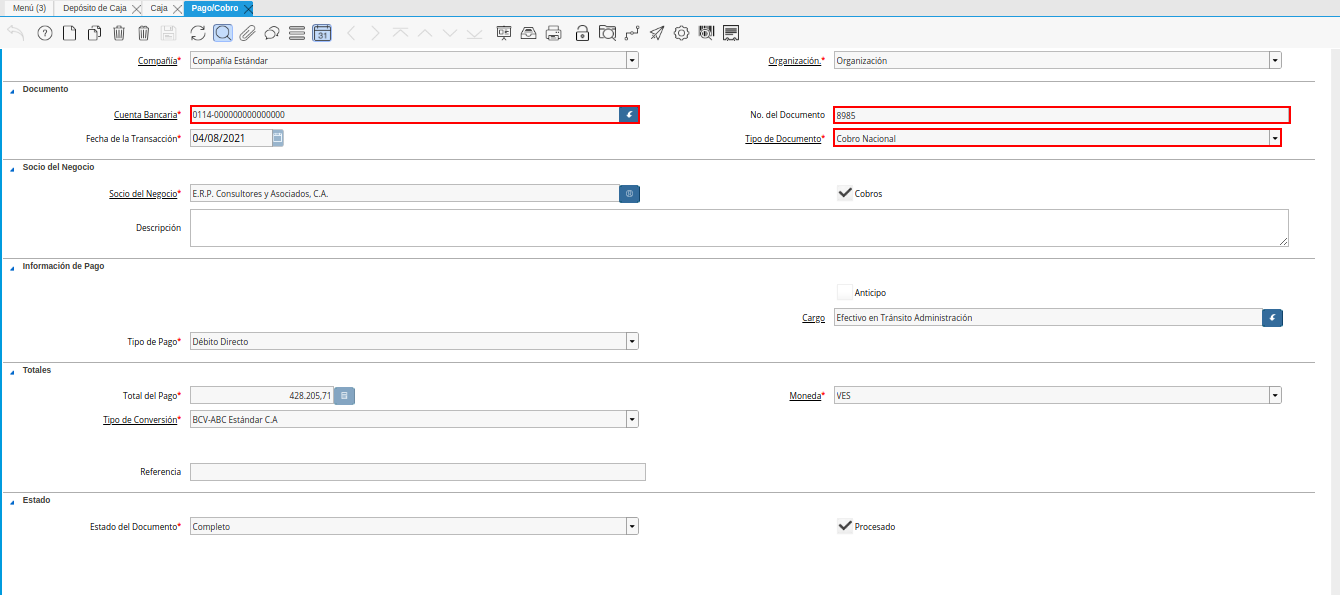 Menú (3) Depósito de Caja Caja Pago/Cobro
31
Compañía* Compañía Estándar Organización.* Organización
Documento
Cuenta Bancaria* 0114-000000000000000 No. del Documento 8985
Fecha de la Transacción* 04/08/2021 Tipo de Documento* Cobro Nacional
Socio del Negocio
Socio del Negocio* E.R.P. Consultores y Asociados, C.A. Cobros
Descripción
Información de Pago
Anticipo
Cargo Efectivo en Tránsito Administración
Tipo de Pago* Débito Directo
Totales
Total del Pago* 428.205,71 Moneda* VES
Tipo de Conversión* BCV-ABC Estándar C.A
Referencia
Estado
Estado del Documento* Completo Procesado